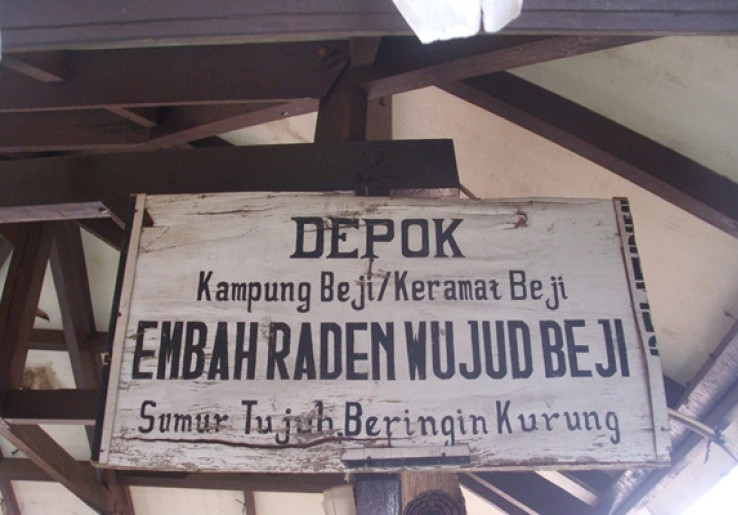 DEPOK
Kampung Beji/Keramat Beji
EMBAH RADEN WUJUD BEJI
Sumur Tujuh Beringin Kurung